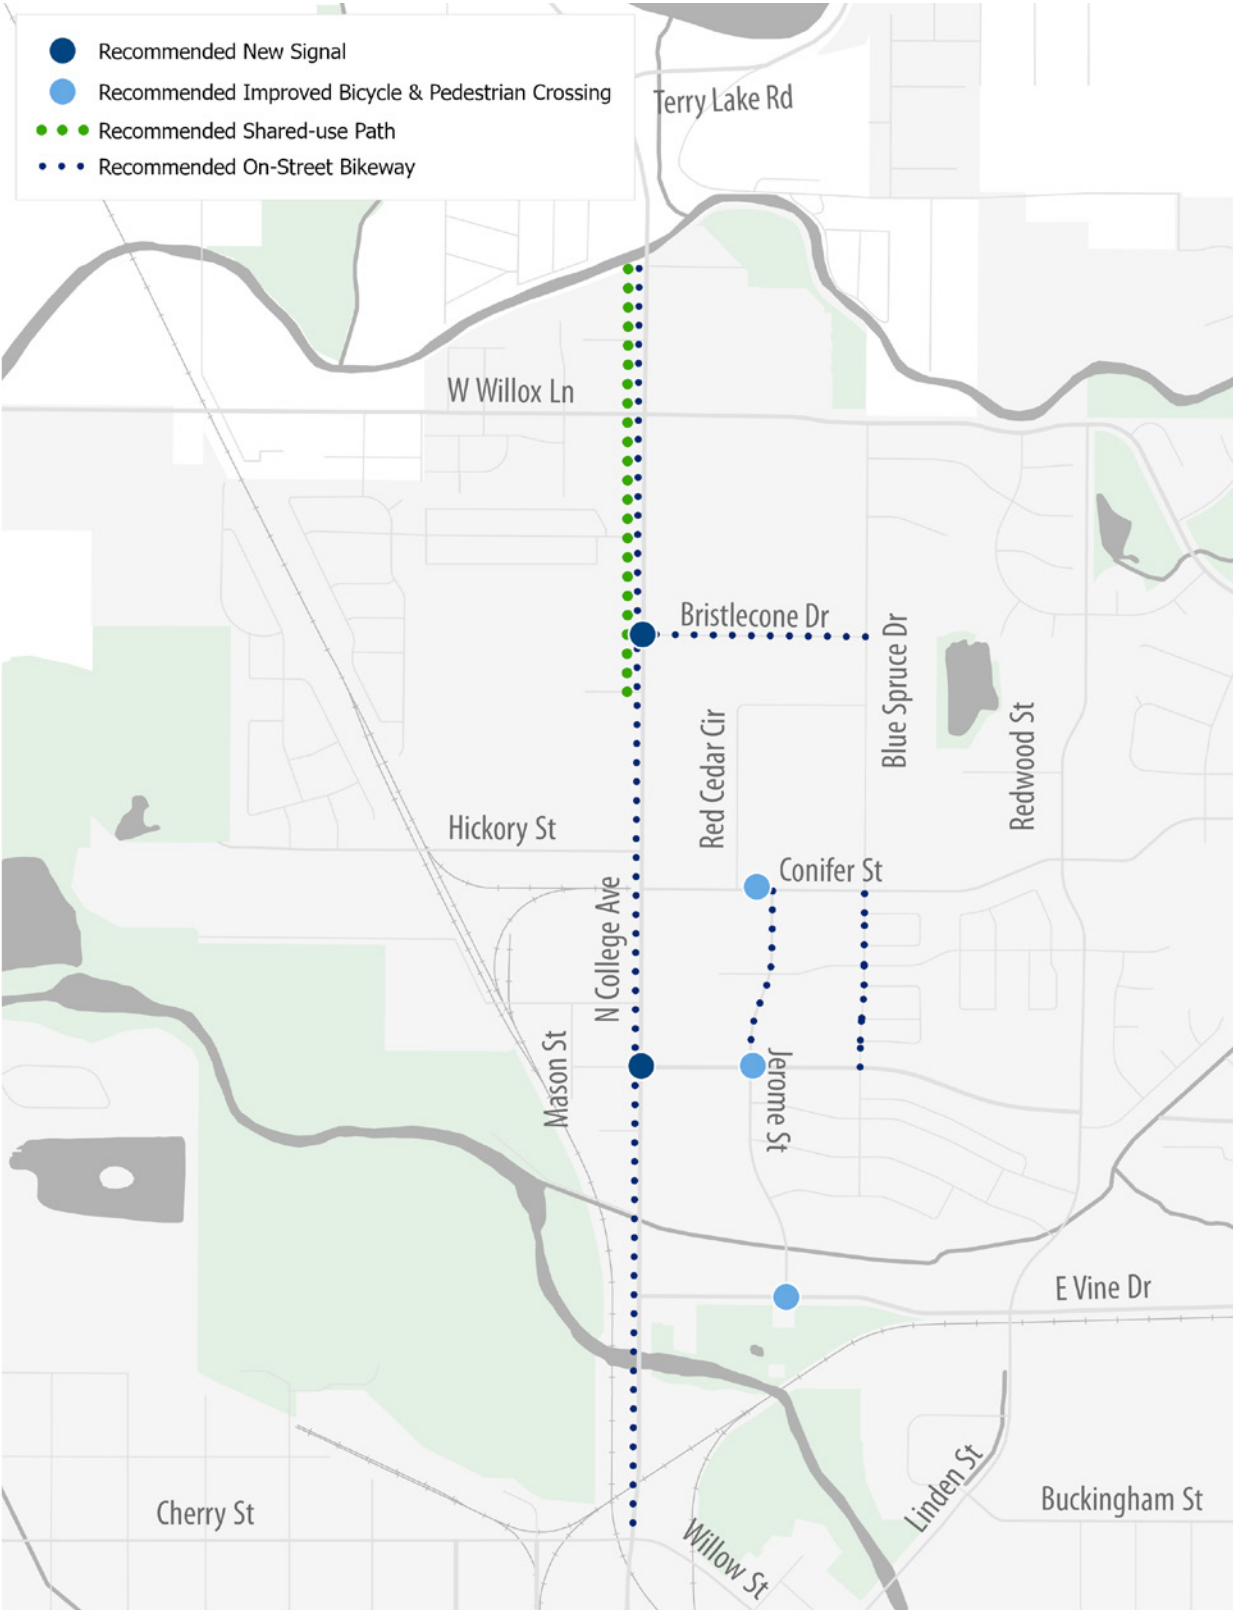 Recommended New Signal
Recommended Improved Bicycle & Pedestrian Crossing
Recommended Shared-use Path
Recommended On-Street Bikeway
Terry Lake Rd
W Willox Ln
Bristlecone Dr
Blue Spruce Dr
Red Cedar Cir
Redwood St
Hickory St
Conifer St
N College Ave
Mason St
Jerome St
E Vine Dr
Linden St
Buckingham St
Cherry St
Willow St